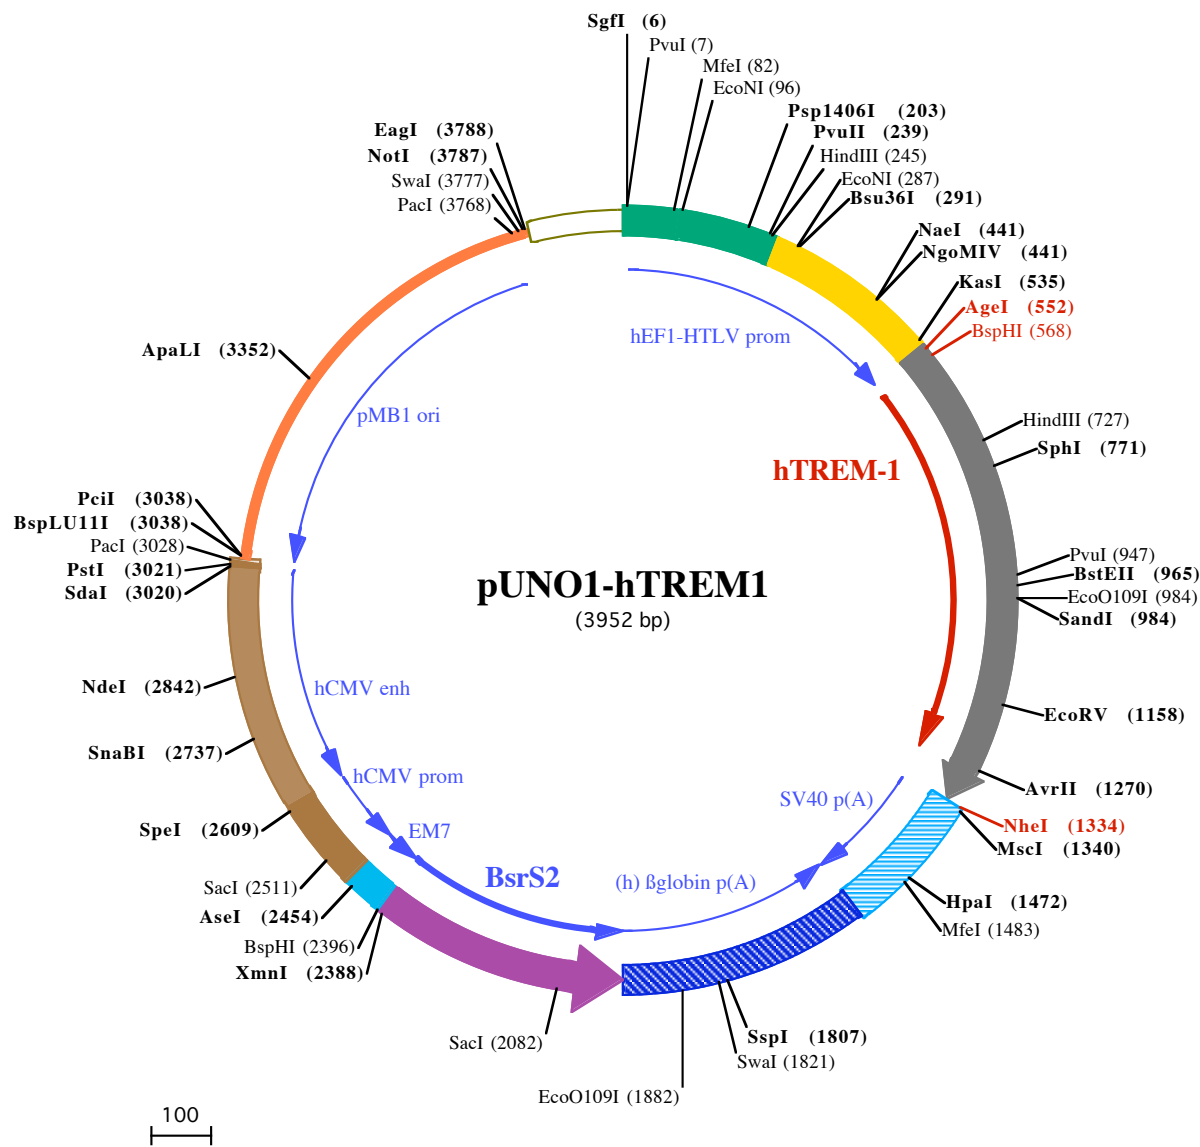 SgfI (6)
PvuI (7)
MfeI (82)
EcoNI (96)
Psp1406I (203)
PvuII (239)
HindIII (245)
EcoNI (287)
Bsu36I (291)
NaeI (441)
NgoMIV (441)
KasI (535)
AgeI (552)
BspHI (568)
HindIII (727)
SphI (771)
PvuI (947)
BstEII (965)
EcoO109I (984)
SandI (984)
EcoRV (1158)
AvrII (1270)
NheI (1334)
MscI (1340)
HpaI (1472)
MfeI (1483)
SspI (1807)
SwaI (1821)
EcoO109I (1882)
SacI (2082)
XmnI (2388)
BspHI (2396)
AseI (2454)
SacI (2511)
SpeI (2609)
SnaBI (2737)
NdeI (2842)
SdaI (3020)
PstI (3021)
PacI (3028)
BspLU11I (3038)
PciI (3038)
ApaLI (3352)
PacI (3768)
SwaI (3777)
NotI (3787)
EagI (3788)
hEF1-HTLV prom
hTREM-1
SV40 p(A)
(h) ßglobin p(A)
BsrS2
EM7
hCMV prom
hCMV enh
pMB1 ori
pUNO1-hTREM1
(3952 bp)
100